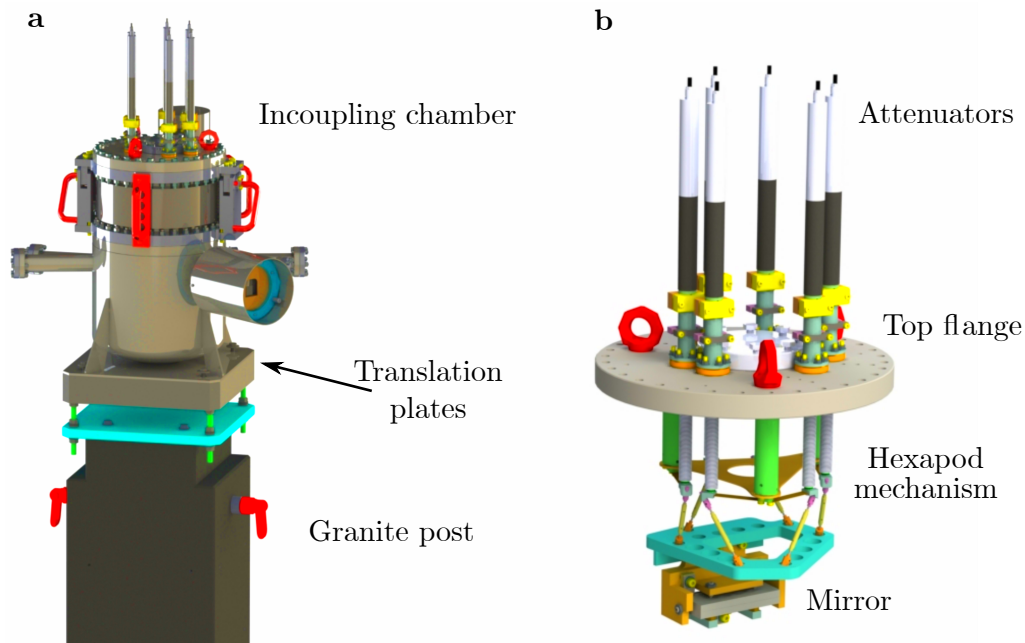 a
Incoupling chamber
Translation
plates
Granite post
b
Attenuators
Top flange
Hexapod
mechanism
Mirror